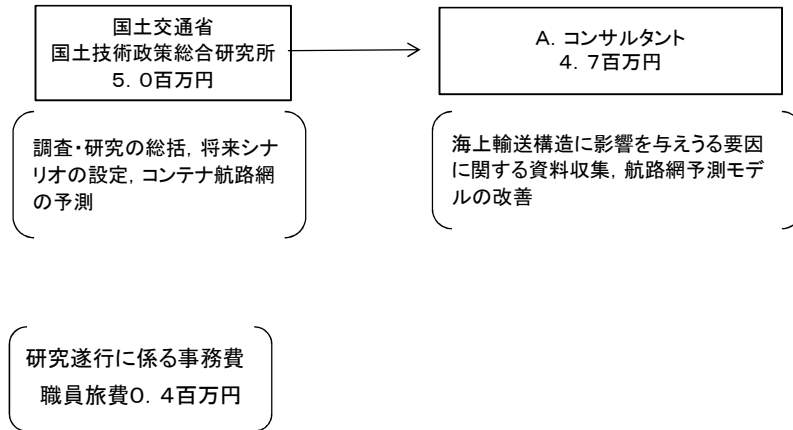 国土交通省
国土技術政策総合研究所
５．０百万円
A．コンサルタント
４．７百万円
調査・研究の総括，将来シナ
リオの設定，コンテナ航路網
の予測
海上輸送構造に影響を与えうる要因
に関する資料収集，航路網予測モデ
ルの改善
研究遂行に係る事務費
職員旅費０．４百万円